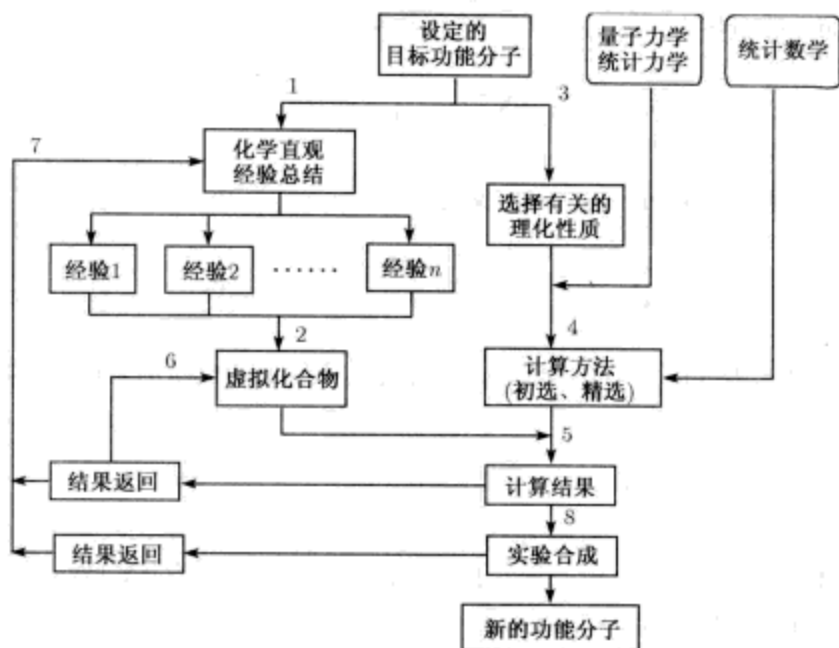 设定的
目标功能分子
量子力学
统计力学
统计数学
1
3
7
化学直观
经验总结
选择有关的
理化性质
经验1
经验2
……
经验n
2
4
6
虚拟化合物
计算方法
(初选、精选)
5
结果返回
计算结果
8
结果返回
实验合成
新的功能分子